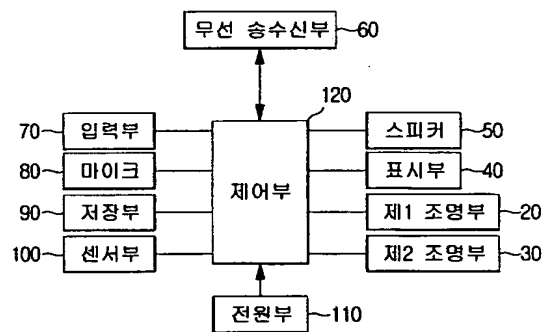 무선 송수신부 60
120
70 입력부
80 마이크
90 저장부
100 센서부
제어부
스피커 50
표시부 40
제1 조명부 20
제2 조명부 30
전원부 110